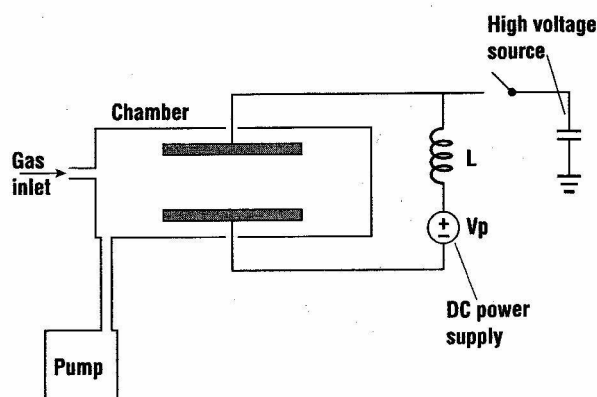 High voltage
source
Chamber
Gas
inlet
L
+
−
Vp
DC power
supply
Pump